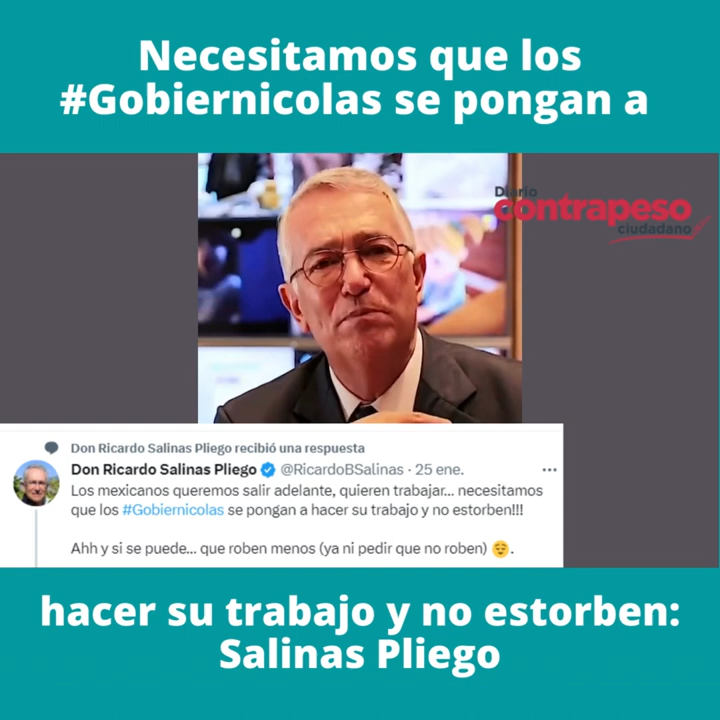 Necesitamos que los
#Gobiernicolas se pongan a
Diario
contrapeso
ciudadano
Don Ricardo Salinas Pliego recibió una respuesta
Don Ricardo Salinas Pliego @RicardoBSalinas · 25 ene.
Los mexicanos queremos salir adelante, quieren trabajar... necesitamos
que los #Gobiernicolas se pongan a hacer su trabajo y no estorben!!!
Ahh y si se puede... que roben menos (ya ni pedir que no roben) 😌.
hacer su trabajo y no estorben:
Salinas Pliego